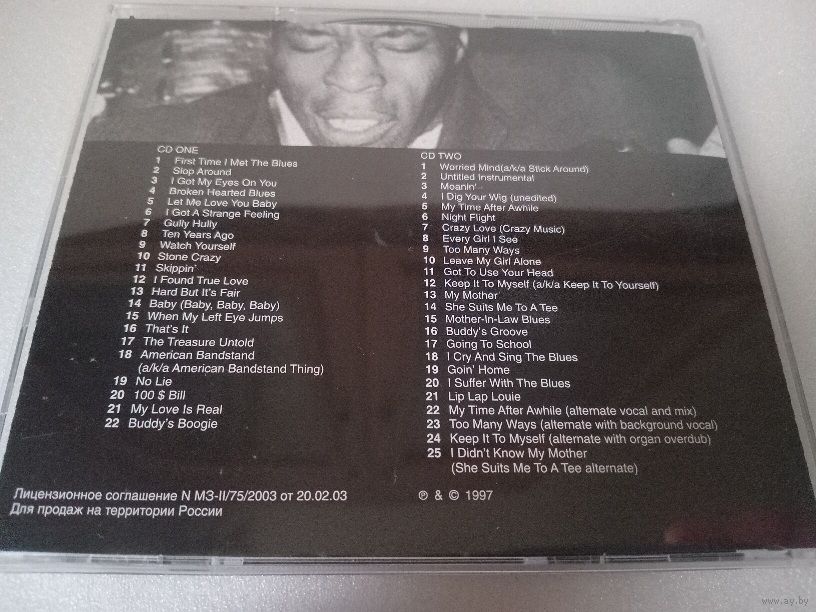 CD ONE
1 First Time I Met The Blues
2 Slop Around
3 I Got My Eyes On You
4 Broken Hearted Blues
5 Let Me Love You Baby
6 I Got A Strange Feeling
7 Gully Hully
8 Ten Years Ago
9 Watch Yourself
10 Stone Crazy
11 Skippin'
12 I Found True Love
13 Hard But It's Fair
14 Baby (Baby, Baby, Baby)
15 When My Left Eye Jumps
16 That's It
17 The Treasure Untold
18 American Bandstand
(a/k/a American Bandstand Thing)
19 No Lie
20 100 $ Bill
21 My Love Is Real
22 Buddy's Boogie
CD TWO
1 Worried Mind(a/k/a Stick Around)
2 Untitled Instrumental
3 Moanin'
4 I Dig Your Wig (unedited)
5 My Time After Awhile
6 Night Flight
7 Crazy Love (Crazy Music)
8 Every Girl I See
9 Too Many Ways
10 Leave My Girl Alone
11 Got To Use Your Head
12 Keep It To Myself (a/k/a Keep It To Yourself)
13 My Mother
14 She Suits Me To A Tee
15 Mother-In-Law Blues
16 Buddy's Groove
17 Going To School
18 I Cry And Sing The Blues
19 Goin' Home
20 I Suffer With The Blues
21 Lip Lap Louie
22 My Time After Awhile (alternate vocal and mix)
23 Too Many Ways (alternate with background vocal)
24 Keep It To Myself (alternate with organ overdub)
25 I Didn't Know My Mother
(She Suits Me To A Tee alternate)
Лицензионное соглашение N МЗ-II/75/2003 от 20.02.03
Для продаж на территории России
℗ & © 1997
www.ay.by